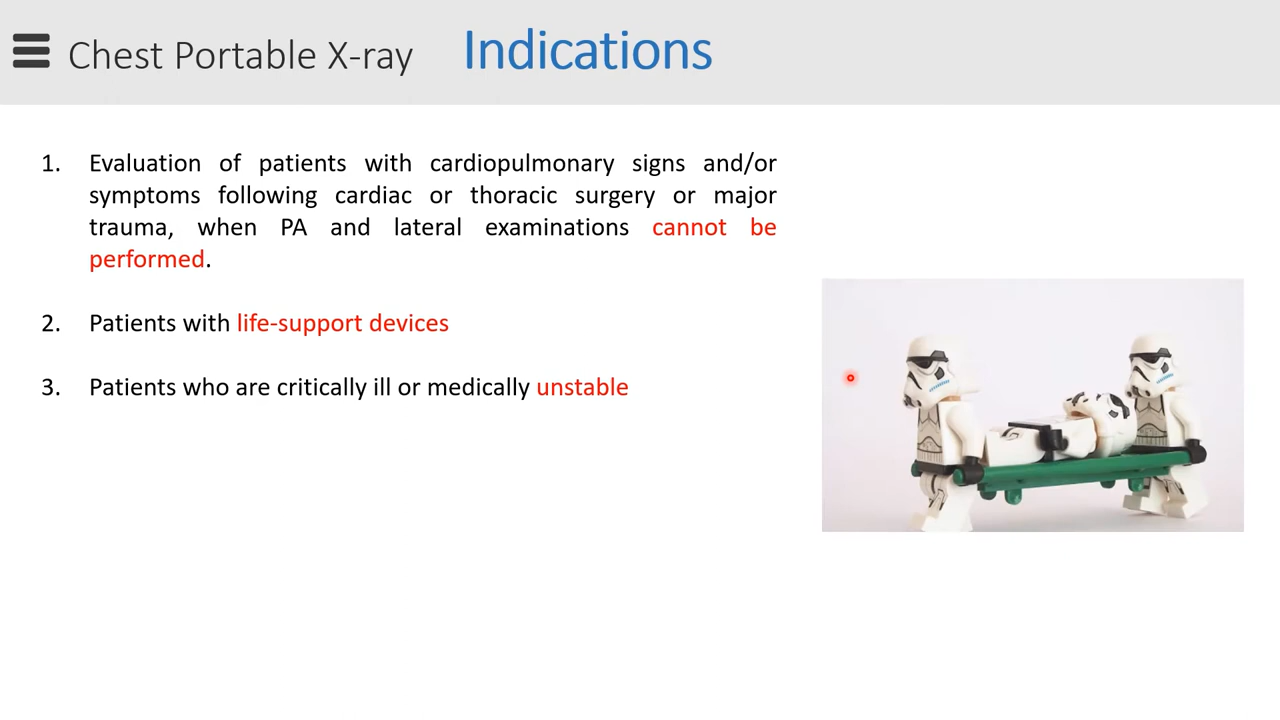 Chest Portable X-ray Indications
1. Evaluation of patients with cardiopulmonary signs and/or
symptoms following cardiac or thoracic surgery or major
trauma, when PA and lateral examinations cannot be
performed.
2. Patients with life-support devices
3. Patients who are critically ill or medically unstable